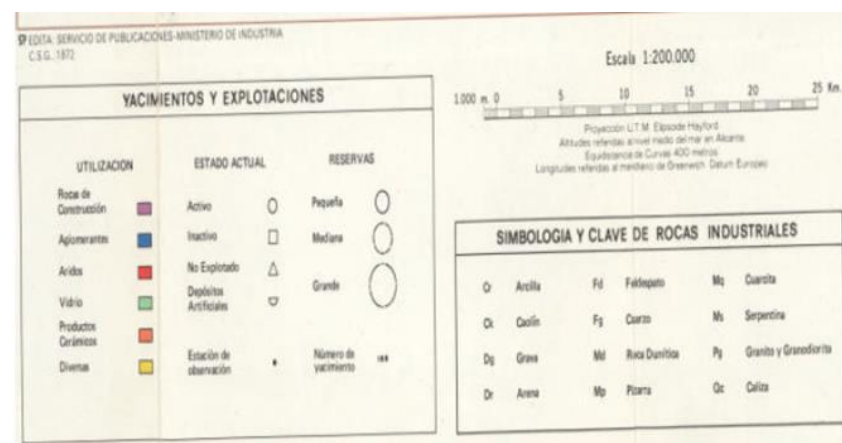 EDITA: SERVICIO DE PUBLICACIONES-MINISTERIO DE INDUSTRIA
C.S.G., 1872
YACIMIENTOS Y EXPLOTACIONES
UTILIZACION
Rocas de
Construcción
Aglomerantes
Aridos
Vidrio
Productos
Cerámicos
Diversas
ESTADO ACTUAL
Activo
Inactivo
No Explotado
Depósitos
Artificiales
Estación de
observación
RESERVAS
Pequeña
Mediana
Grande
Número de
yacimiento
Escala 1:200.000
1.000 m. 0 5 10 15 20 25 Km.
Proyección U.T.M. Elipsoide Hayford
Altitudes referidas al nivel medio del mar en Alicante
Equidistancia de Curvas 400 metros
Longitudes referidas al meridiano de Greenwich. Datum Europeo
SIMBOLOGIA Y CLAVE DE ROCAS INDUSTRIALES
Cr Arcilla Fd Feldespato Mq Cuarcita
Ck Caolín Fg Cuarzo Ms Serpentina
Dg Grava Md Roca Dunítica Pg Granito y Granodiorita
Dr Arena Mp Pizarra Qc Caliza